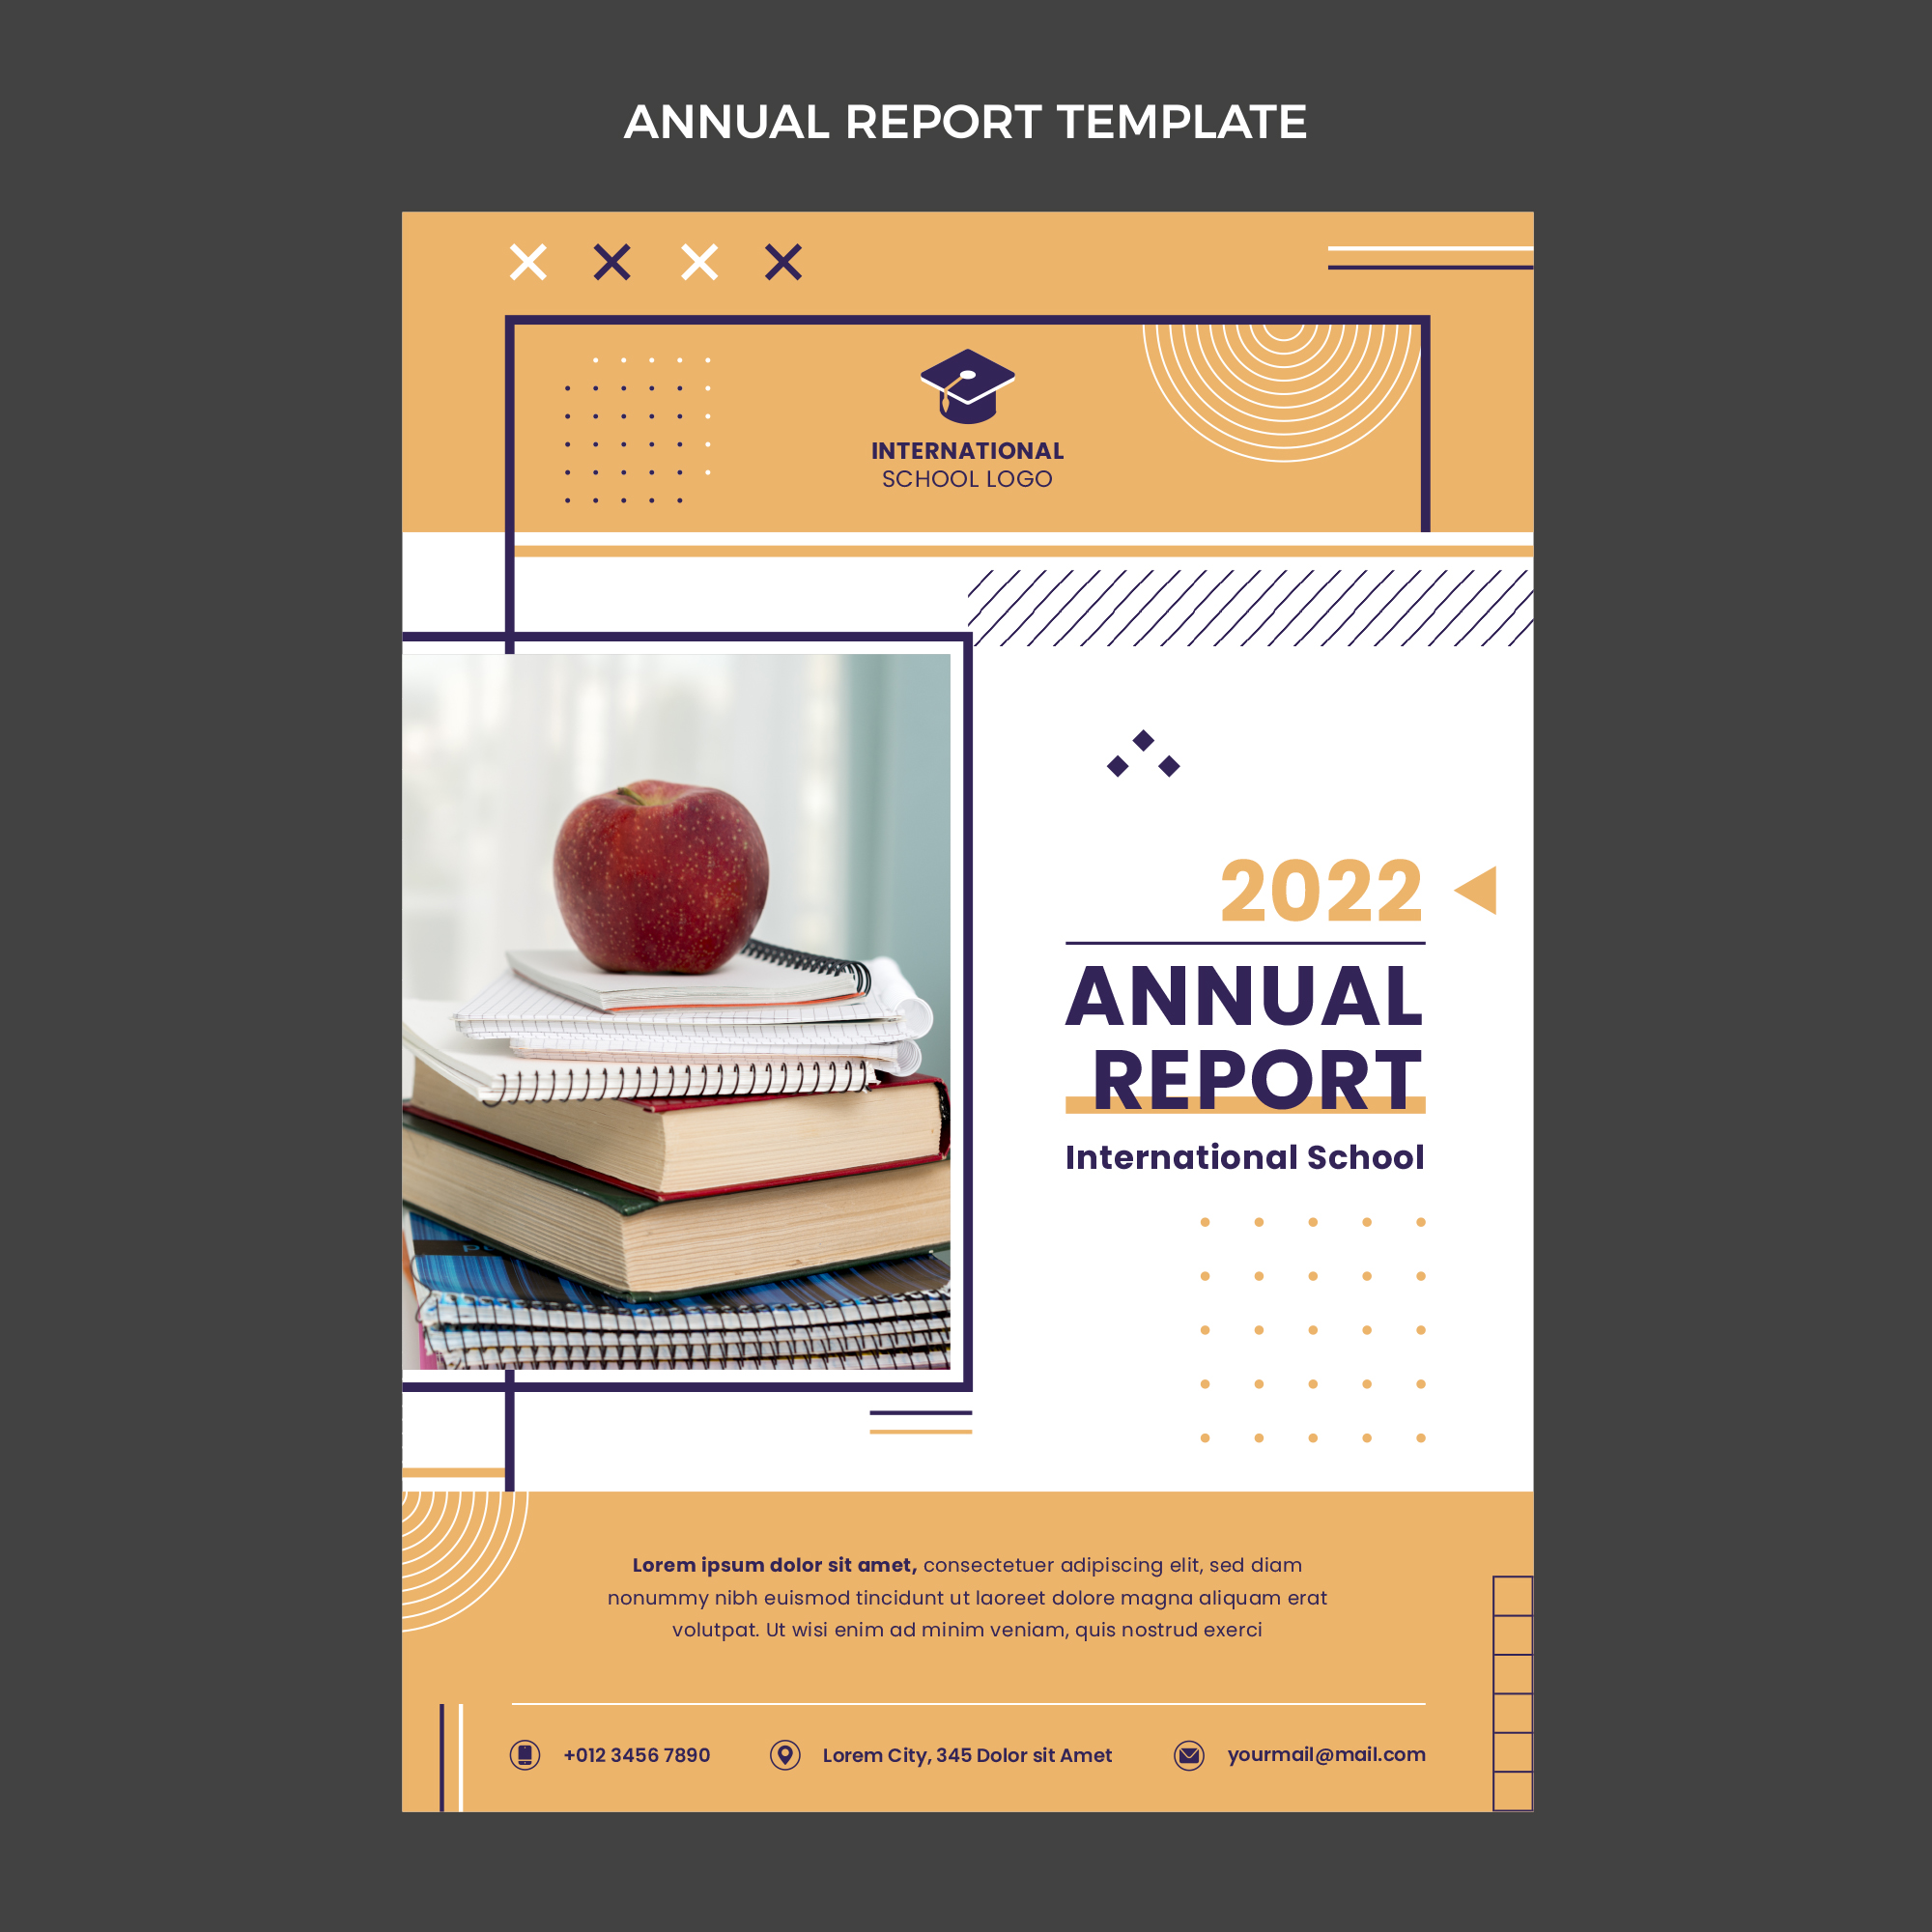 ANNUAL REPORT TEMPLATE
INTERNATIONAL
SCHOOL LOGO
2022
ANNUAL
REPORT
International School
Lorem ipsum dolor sit amet, consectetuer adipiscing elit, sed diam
nonummy nibh euismod tincidunt ut laoreet dolore magna aliquam erat
volutpat. Ut wisi enim ad minim veniam, quis nostrud exerci
+012 3456 7890
Lorem City, 345 Dolor sit Amet
yourmail@mail.com